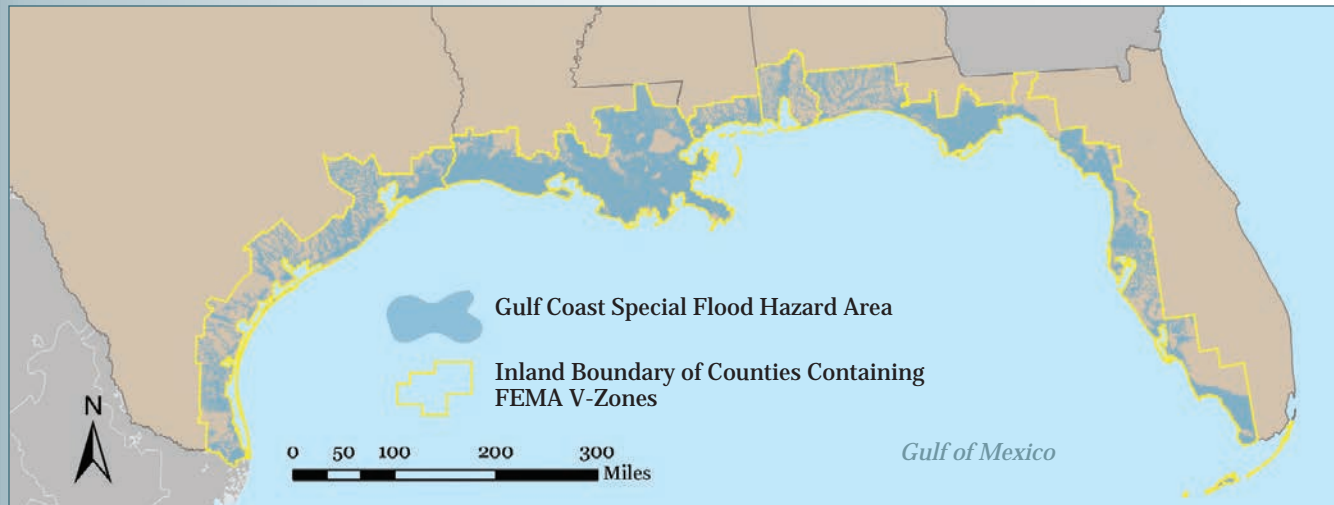 Gulf Coast Special Flood Hazard Area
Inland Boundary of Counties Containing
FEMA V-Zones
N
0 50 100 200 300
Miles
Gulf of Mexico